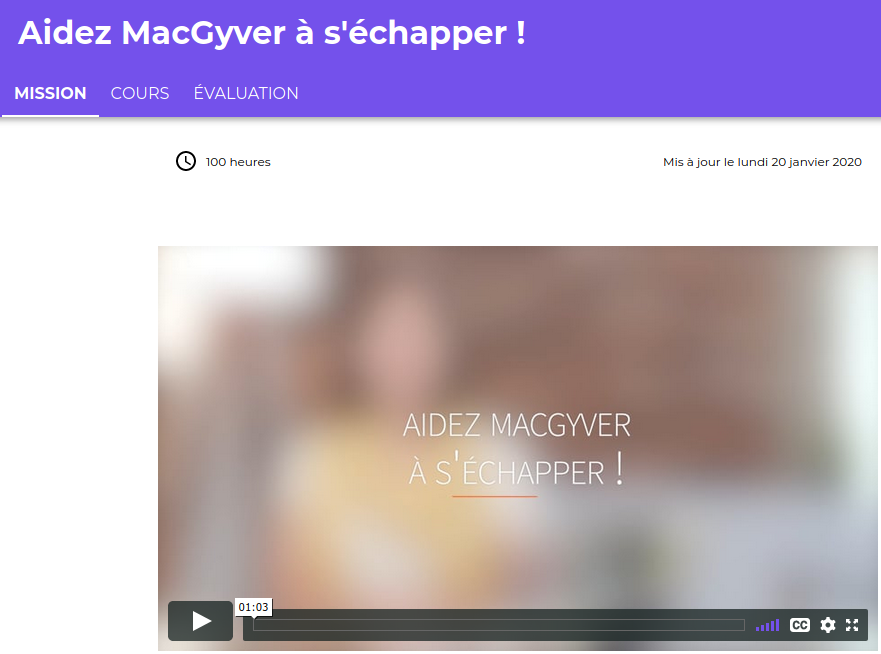 Aidez MacGyver à s'échapper !
MISSION COURS ÉVALUATION
100 heures Mis à jour le lundi 20 janvier 2020
AIDEZ MACGYVER
À S'ÉCHAPPER !
01:03
CC